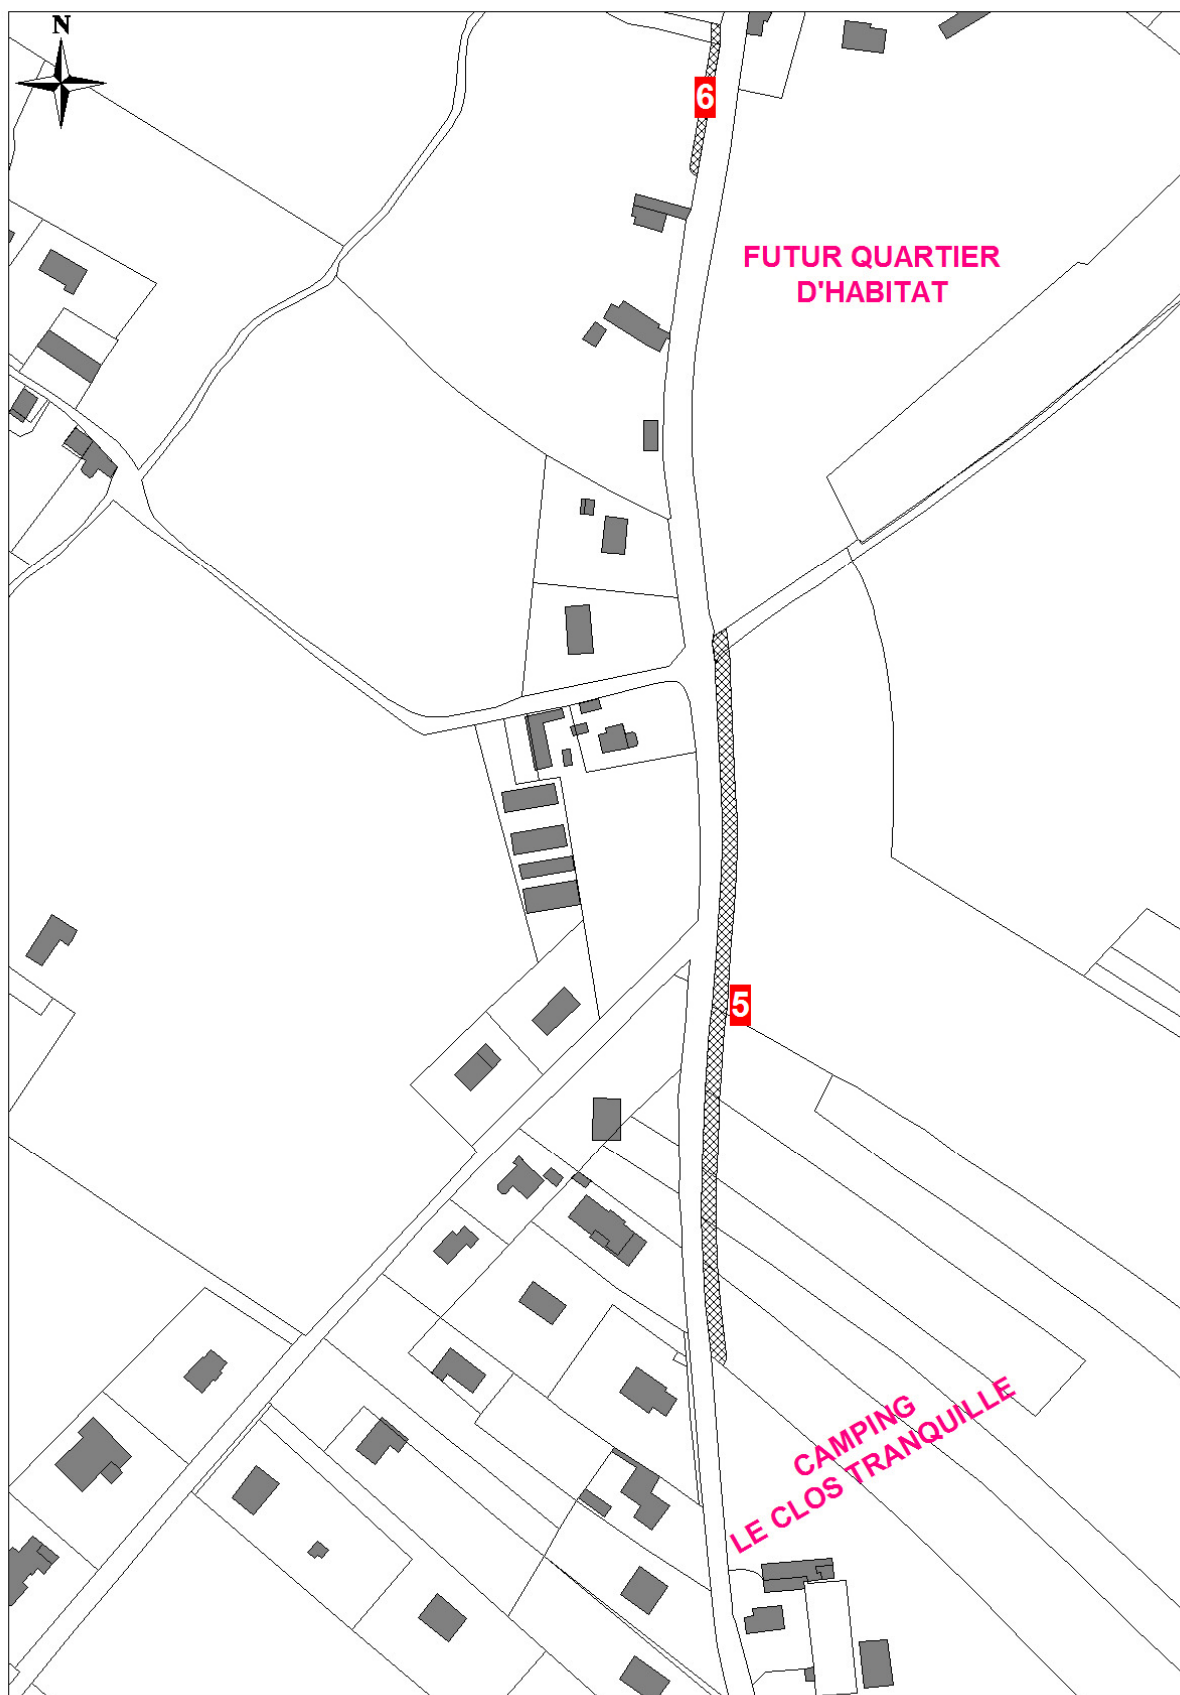 N
6
FUTUR QUARTIER
D'HABITAT
5
CAMPING
LE CLOS TRANQUILLE